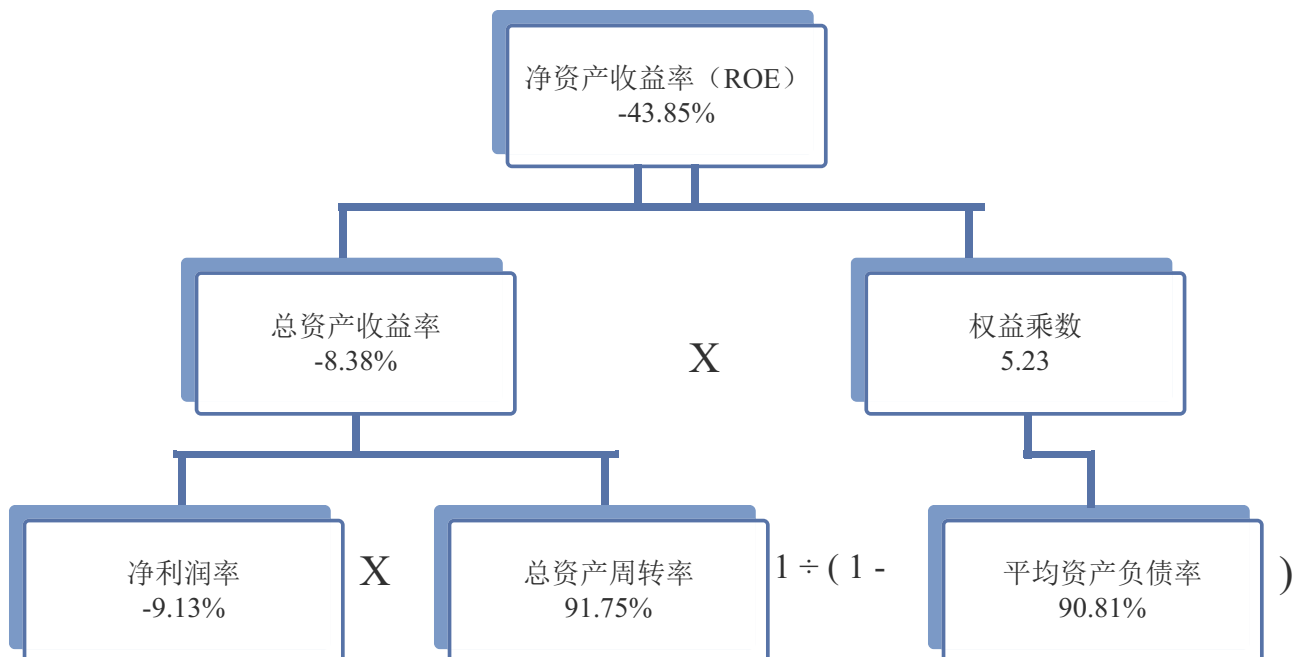 净资产收益率（ROE）
-43.85%
总资产收益率
-8.38%
X
权益乘数
5.23
净利润率
-9.13%
X
总资产周转率
91.75%
1 ÷ ( 1 -
平均资产负债率
90.81%
)